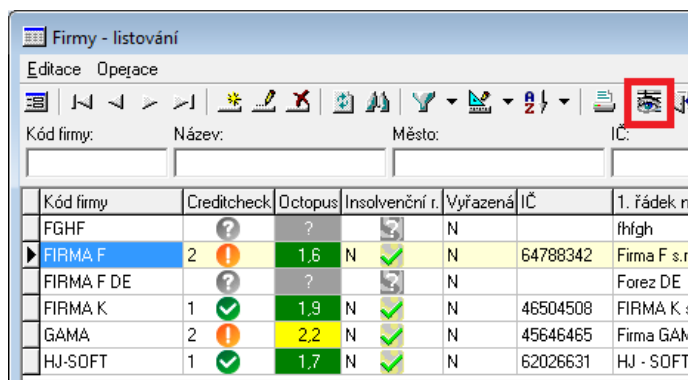 Firmy - listování
Editace Operace
Kód firmy: Název: Město: IČ:
Kód firmy Creditcheck Octopus Insolvenční r. Vyřazená IČ 1. řádek n
FGHF ? ? ? N fhfgh
FIRMA F 2 ! 1,6 N N 64788342 Firma F s.r
FIRMA F DE ? ? ? N Forez DE
FIRMA K 1 1,9 N N 46504508 FIRMA K s
GAMA 2 ! 2,2 N N 45646465 Firma GAM
HJ-SOFT 1 1,7 N N 62026631 HJ - SOFT